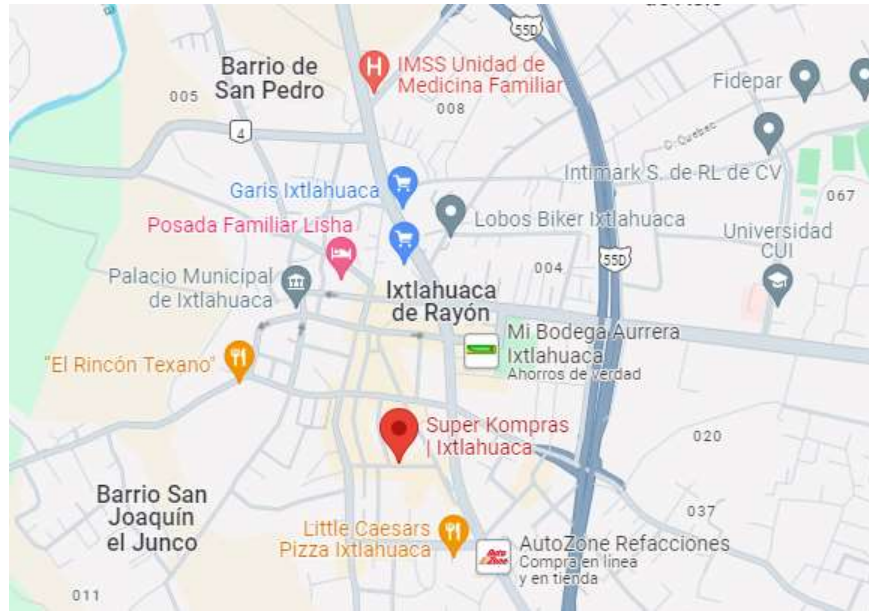 55D
IMSS Unidad de
Medicina Familiar
Barrio de
San Pedro
005
008
Fidepar
4
C. Quebec
Intimark S. de RL de CV
067
Garis Ixtlahuaca
Lobos Biker Ixtlahuaca
Posada Familiar Lisha
Universidad
CUI
55D
Palacio Municipal
de Ixtlahuaca
004
Ixtlahuaca
de Rayón
Mi Bodega Aurrera
Ixtlahuaca
Ahorros de verdad
"El Rincón Texano"
Super Kompras
| Ixtlahuaca
020
Barrio San
Joaquín
el Junco
037
Little Caesars
Pizza Ixtlahuaca
AutoZone Refacciones
Compra en línea
y en tienda
Auto
Zone
011